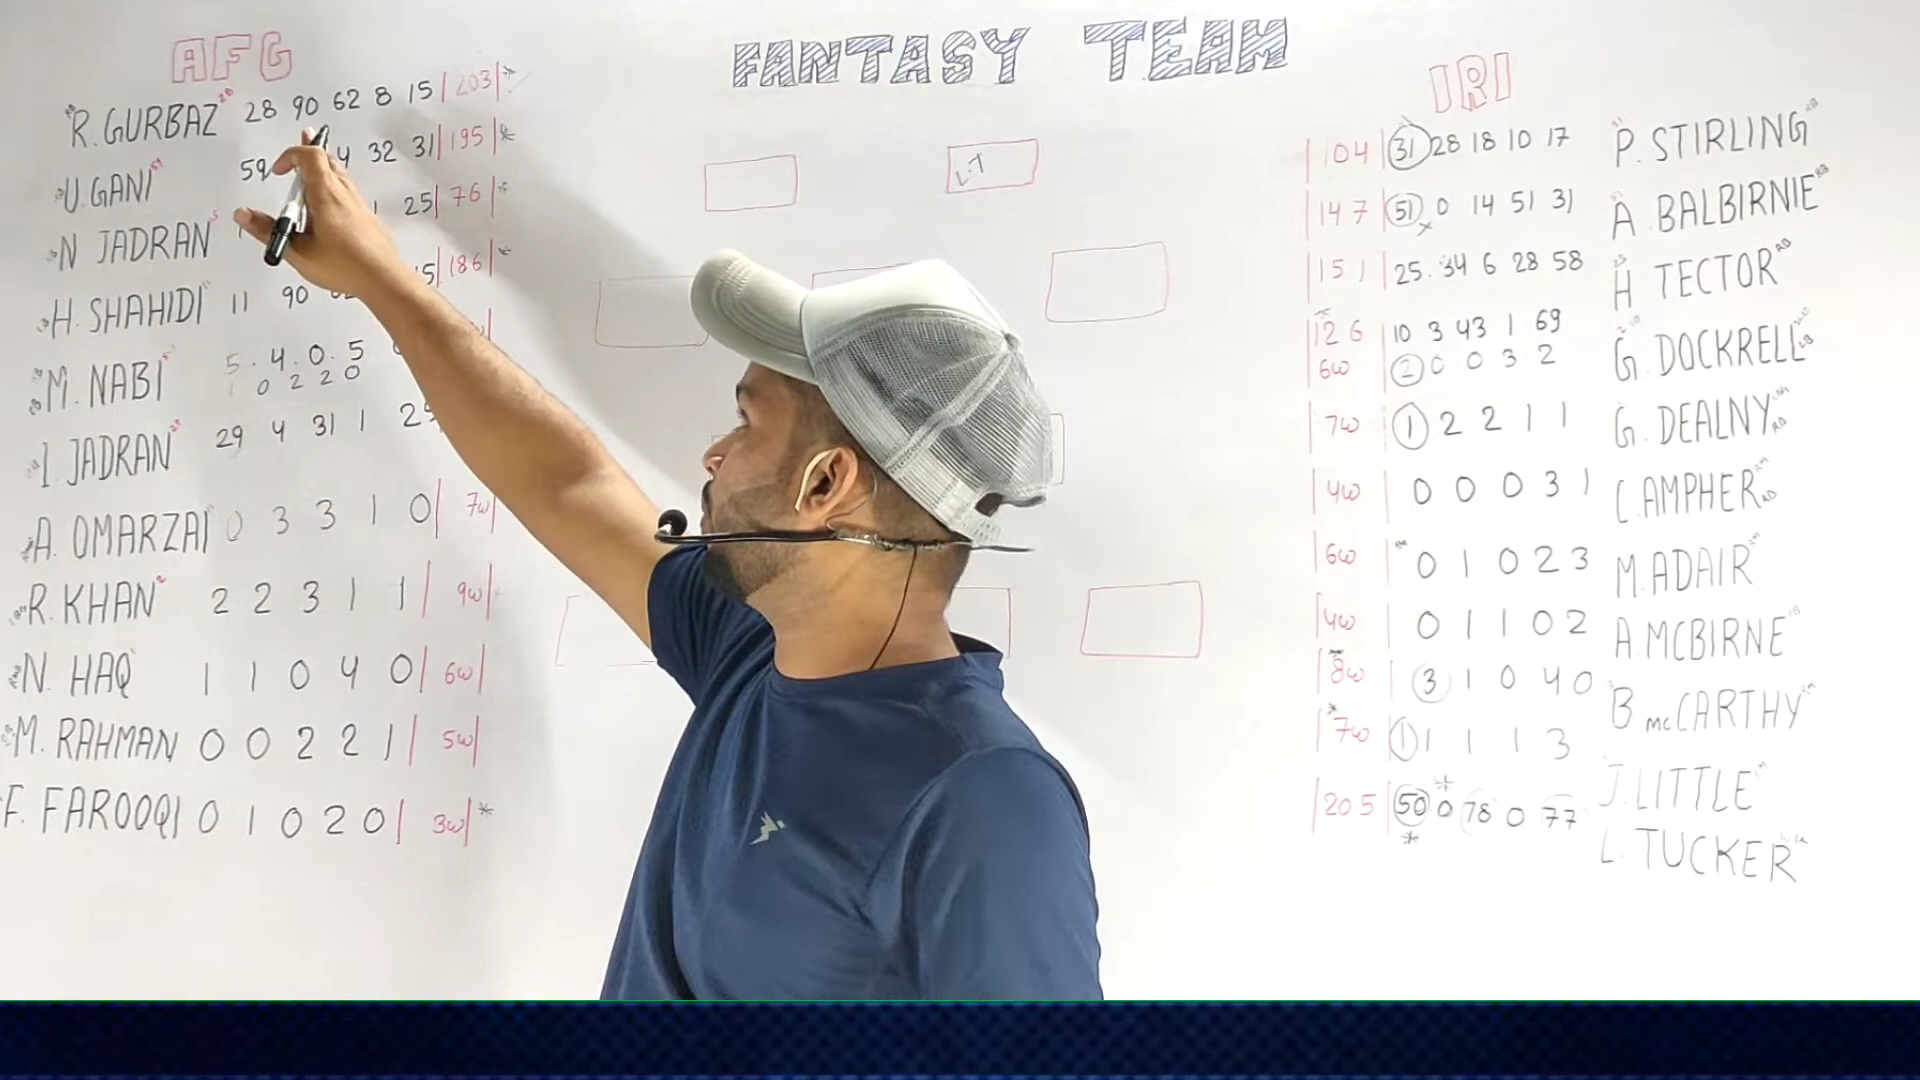 FANTASY TEAM
AFG
R. GURBAZ 28 90 62 8 15 | 203 | *
U. GANI 59 4 32 31 | 195 | *
N JADRAN 1 25 | 76 | *
H. SHAHIDI 11 90 5 | 186 | *
M. NABI 5 . 4 . 0 . 5
1 0 2 2 0
I. JADRAN 29 4 31 1 25
A. OMARZAI 0 3 3 1 0 | 7W |
R. KHAN 2 2 3 1 1 | 9W |
N. HAQ 1 1 0 4 0 | 6W |
M. RAHMAN 0 0 2 2 1 | 5W |
F. FAROOQI 0 1 0 2 0 | 3W | *
L.T
IRI
| 104 | 31 28 18 10 17 P. STIRLING
| 147 | 51 0 14 51 31 A. BALBIRNIE
| 151 | 25. 34 6 28 58 H TECTOR
| 126 | 10 3 43 1 69 G. DOCKRELL
6W 2 0 0 3 2
| 7W | 1 2 2 1 1 G. DEALNY
| 4W | 0 0 0 3 1 C. AMPHER
| 6W | 0 1 0 2 3 M. ADAIR
| 4W | 0 1 1 0 2 A. MCBIRNE
| 8W | 3 1 0 4 0 B mcCARTHY
| 7W | 1 1 1 1 3 J. LITTLE
| 205 | 50 0 78 0 77 L. TUCKER